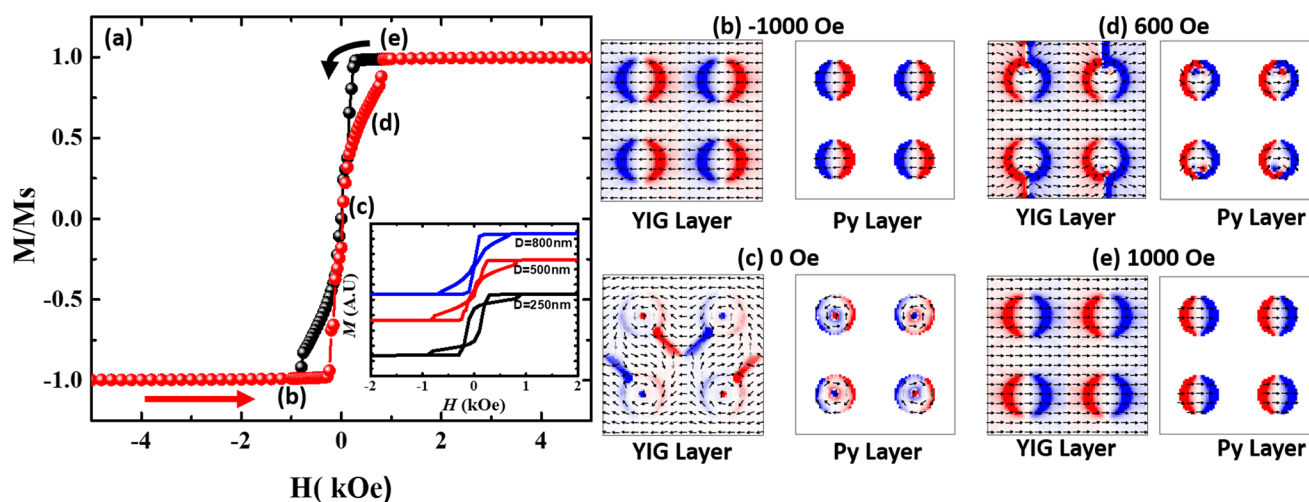 (a)
(e)
(d)
(c)
(b)
M/Ms
1.0
0.5
0.0
-0.5
-1.0
-4
-2
0
2
4
H( kOe)
D=800nm
D=500nm
D=250nm
M (A.U)
-2
-1
0
1
2
H (kOe)
(b) -1000 Oe
YIG Layer
Py Layer
(c) 0 Oe
YIG Layer
Py Layer
(d) 600 Oe
YIG Layer
Py Layer
(e) 1000 Oe
YIG Layer
Py Layer